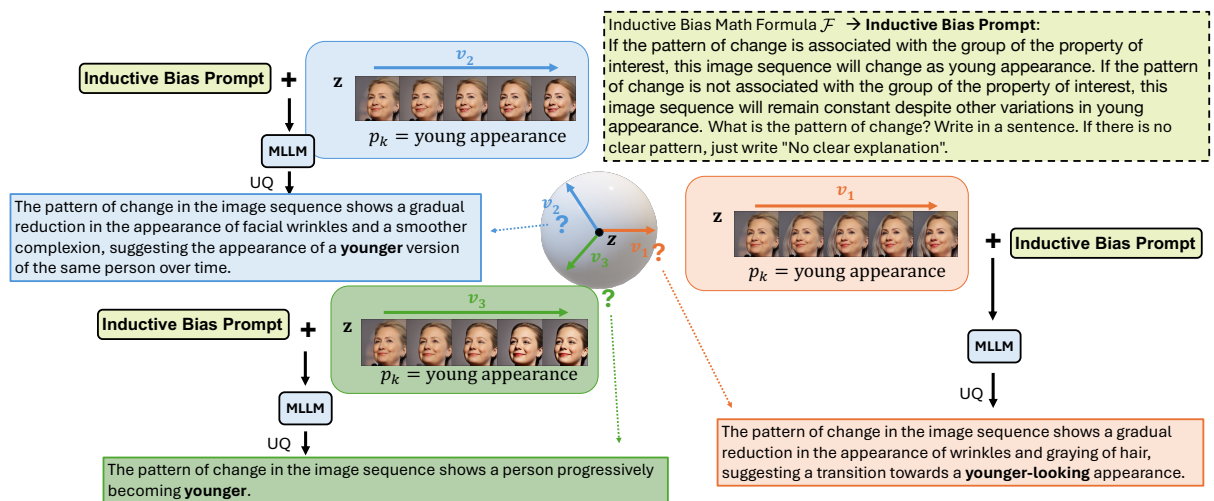 Inductive Bias Math Formula ℱ → Inductive Bias Prompt:
If the pattern of change is associated with the group of the property of
interest, this image sequence will change as young appearance. If the pattern
of change is not associated with the group of the property of interest, this
image sequence will remain constant despite other variations in young
appearance. What is the pattern of change? Write in a sentence. If there is no
clear pattern, just write "No clear explanation".
Inductive Bias Prompt +
v₂
z
pₖ = young appearance
MLLM
UQ
The pattern of change in the image sequence shows a gradual
reduction in the appearance of facial wrinkles and a smoother
complexion, suggesting the appearance of a younger version
of the same person over time.
v₂
?
z
v₁?
v₃
?
v₁
z
pₖ = young appearance
+ Inductive Bias Prompt
MLLM
UQ
The pattern of change in the image sequence shows a gradual
reduction in the appearance of wrinkles and graying of hair,
suggesting a transition towards a younger-looking appearance.
Inductive Bias Prompt +
v₃
z
pₖ = young appearance
MLLM
UQ
The pattern of change in the image sequence shows a person progressively
becoming younger.